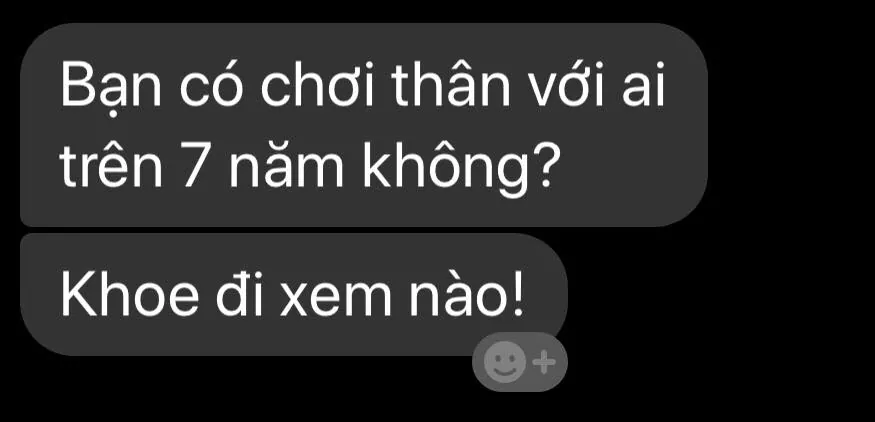 Bạn có chơi thân với ai
trên 7 năm không?
Khoe đi xem nào!